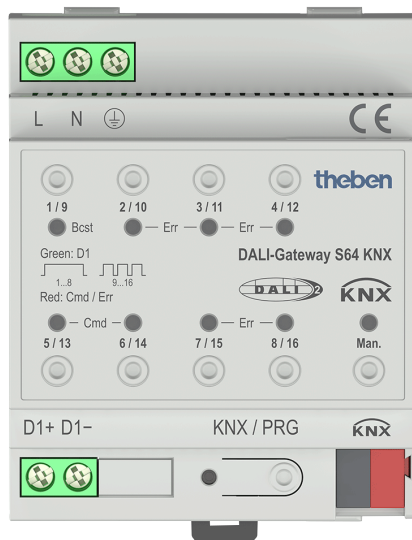 L N
CE
theben
1 / 9 2 / 10 3 / 11 4 / 12
Bcst Err Err
Green: D1
DALI-Gateway S64 KNX
1...8 9...16
DALI 2 KNX
Red: Cmd / Err
Cmd Err
5 / 13 6 / 14 7 / 15 8 / 16 Man.
D1+ D1− KNX / PRG KNX